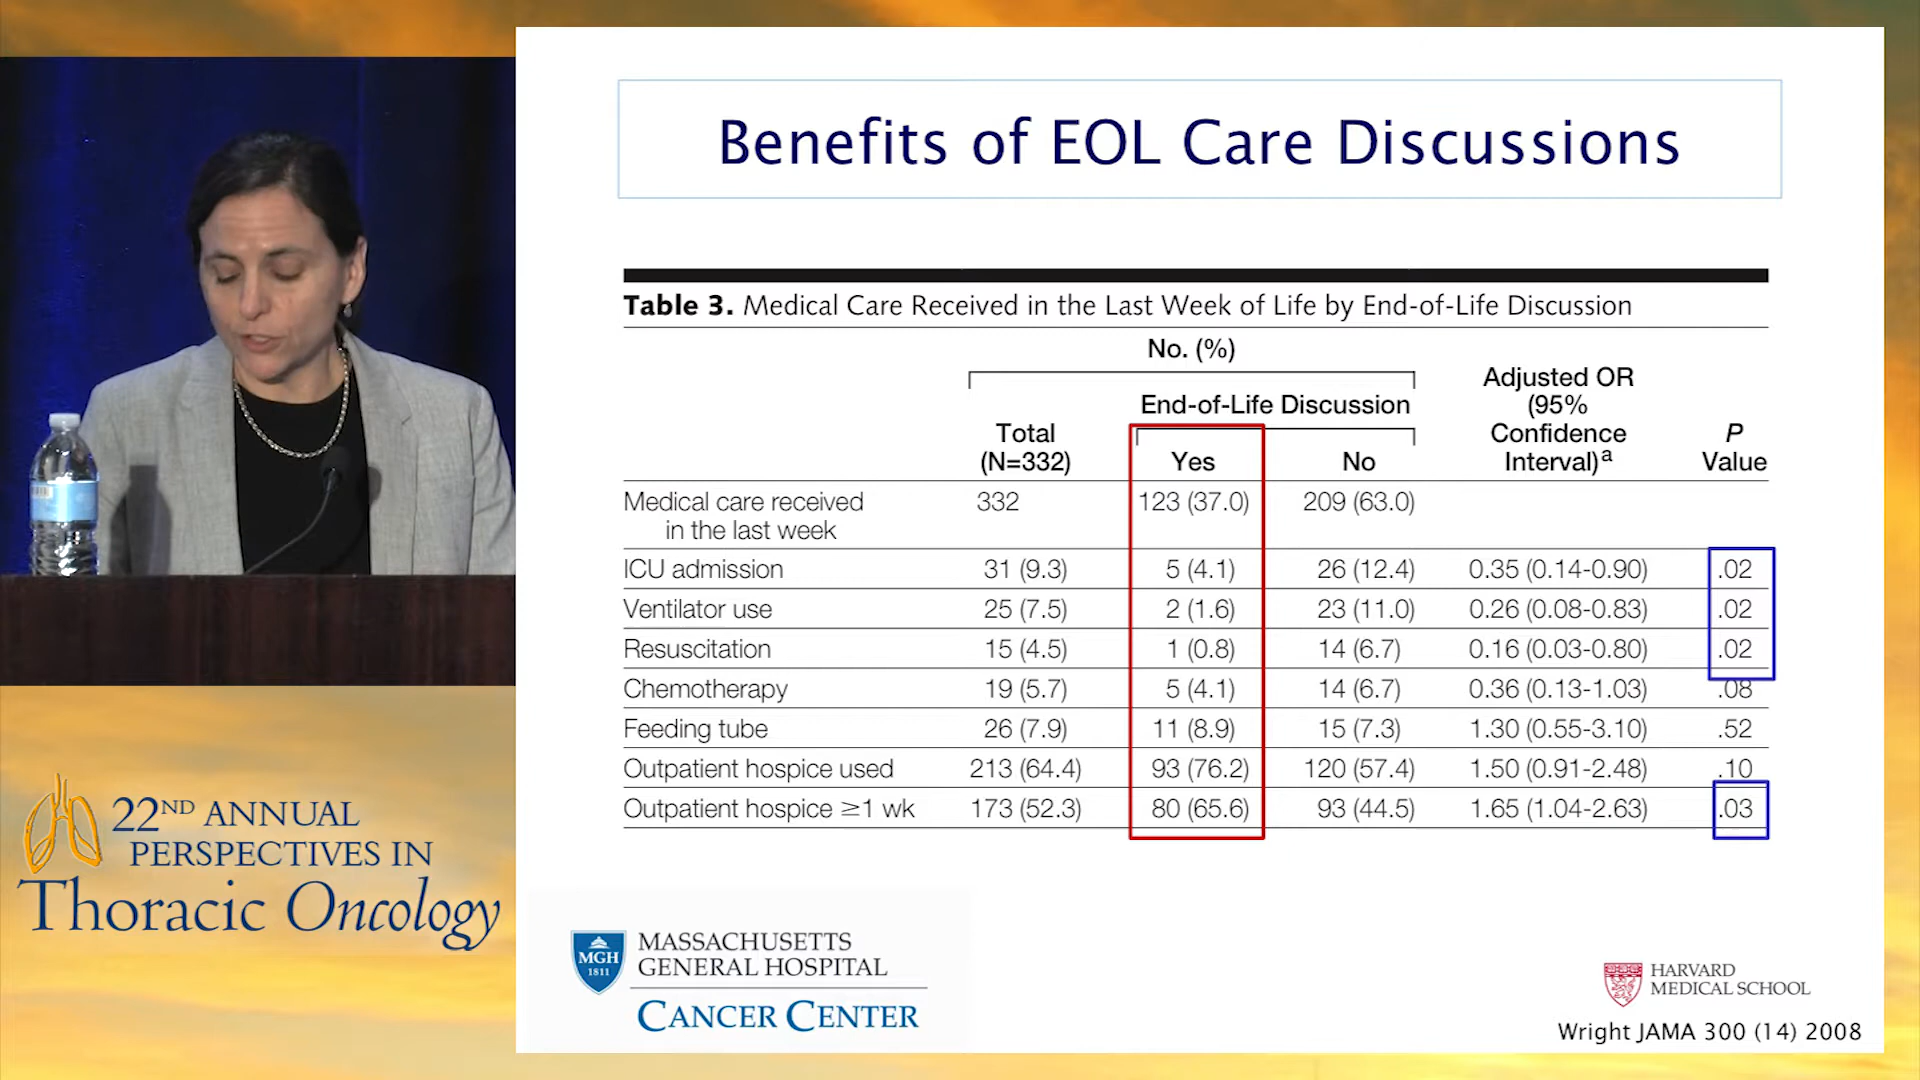 Benefits of EOL Care Discussions
Table 3. Medical Care Received in the Last Week of Life by End-of-Life Discussion
No. (%)
End-of-Life Discussion
Total (N=332) Yes No Adjusted OR (95% Confidence Interval)a P Value
Medical care received in the last week 332 123 (37.0) 209 (63.0)
ICU admission 31 (9.3) 5 (4.1) 26 (12.4) 0.35 (0.14-0.90) .02
Ventilator use 25 (7.5) 2 (1.6) 23 (11.0) 0.26 (0.08-0.83) .02
Resuscitation 15 (4.5) 1 (0.8) 14 (6.7) 0.16 (0.03-0.80) .02
Chemotherapy 19 (5.7) 5 (4.1) 14 (6.7) 0.36 (0.13-1.03) .08
Feeding tube 26 (7.9) 11 (8.9) 15 (7.3) 1.30 (0.55-3.10) .52
Outpatient hospice used 213 (64.4) 93 (76.2) 120 (57.4) 1.50 (0.91-2.48) .10
Outpatient hospice ≥1 wk 173 (52.3) 80 (65.6) 93 (44.5) 1.65 (1.04-2.63) .03
22ND ANNUAL
PERSPECTIVES IN
Thoracic Oncology
MGH
1811
MASSACHUSETTS
GENERAL HOSPITAL
CANCER CENTER
HARVARD
MEDICAL SCHOOL
Wright JAMA 300 (14) 2008